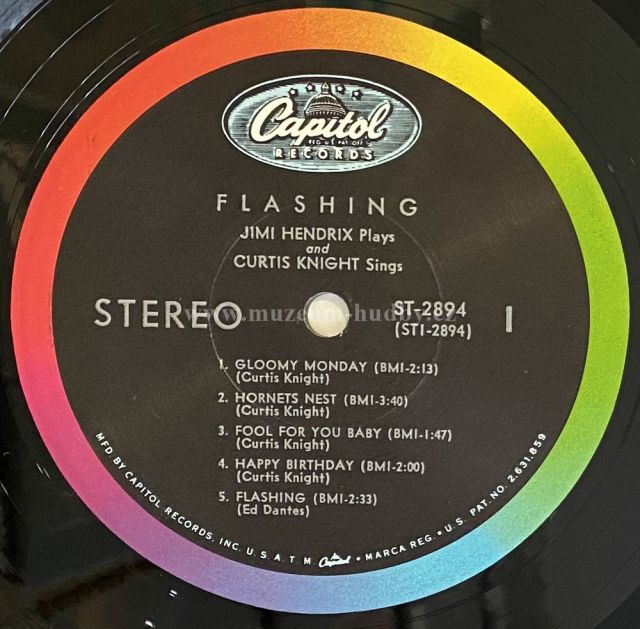 Capitol
REG. U.S. PAT. OFF.
RECORDS
FLASHING
JIMI HENDRIX Plays
and
CURTIS KNIGHT Sings
STEREO
ST-2894
(ST1-2894)
1
www.muzeum-hudby.cz
1. GLOOMY MONDAY (BMI-2:13)
(Curtis Knight)
2. HORNETS NEST (BMI-3:40)
(Curtis Knight)
3. FOOL FOR YOU BABY (BMI-1:47)
(Curtis Knight)
4. HAPPY BIRTHDAY (BMI-2:00)
(Curtis Knight)
5. FLASHING (BMI-2:33)
(Ed Dantes)
MFD. BY CAPITOL RECORDS, INC. U.S.A. T M Capitol • MARCA REG. • U.S. PAT. NO. 2,631,859